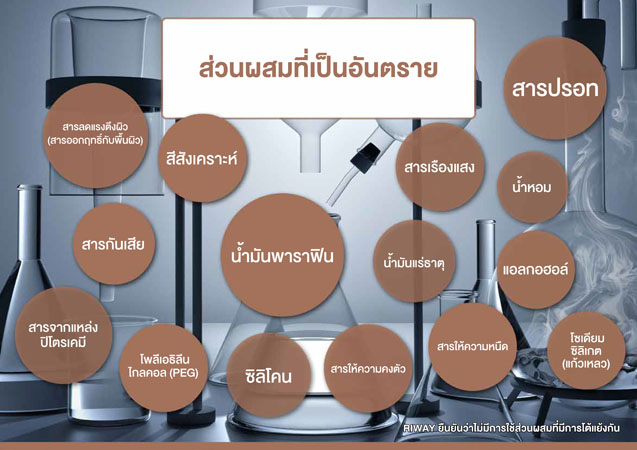 ส่วนผสมที่เป็นอันตราย
สารปรอท
สารลดแรงตึงผิว
(สารออกฤทธิ์กับพื้นผิว)
สีสังเคราะห์
สารเรืองแสง
น้ำหอม
สารกันเสีย
น้ำมันพาราฟิน
น้ำมันแร่ธาตุ
แอลกอฮอล์
สารจากแหล่ง
ปิโตรเคมี
โพลีเอธิลีน
ไกลคอล (PEG)
ซิลิโคน
สารให้ความคงตัว
สารให้ความหนืด
โซเดียม
ซิลิเกต
(แก้วเหลว)
RIWAY ยืนยันว่าไม่มีการใช้ส่วนผสมที่มีการโต้แย้งกัน